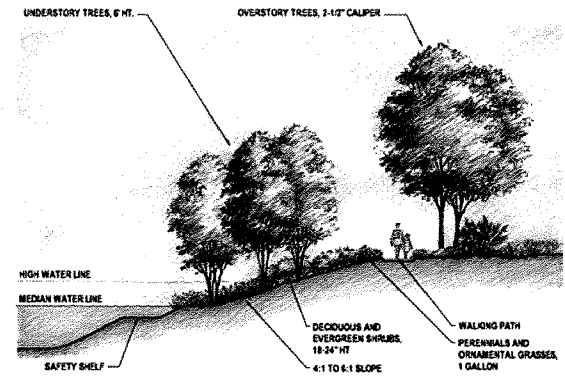 UNDERSTORY TREES, 6' HT.
OVERSTORY TREES, 2-1/2" CALIPER
HIGH WATER LINE
MEDIAN WATER LINE
SAFETY SHELF
DECIDUOUS AND
EVERGREEN SHRUBS,
18-24" HT
4:1 TO 6:1 SLOPE
WALKING PATH
PERENNIALS AND
ORNAMENTAL GRASSES,
1 GALLON